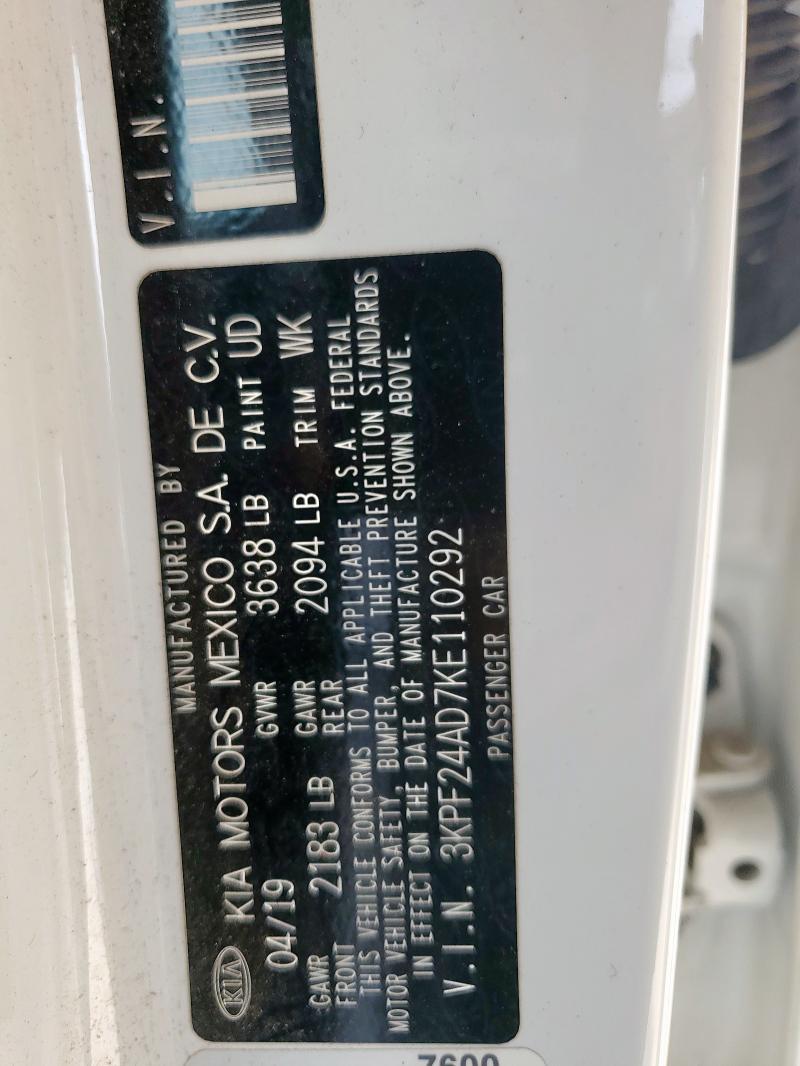 V.I.N.
MANUFACTURED BY
KIA KIA MOTORS MEXICO S.A. DE C.V.
04/19 GVWR 3638 LB PAINT UD
GAWR FRONT 2183 LB GAWR REAR 2094 LB TRIM WK
THIS VEHICLE CONFORMS TO ALL APPLICABLE U.S.A. FEDERAL
MOTOR VEHICLE SAFETY, BUMPER, AND THEFT PREVENTION STANDARDS
IN EFFECT ON THE DATE OF MANUFACTURE SHOWN ABOVE.
V.I.N. 3KPF24AD7KE110292
PASSENGER CAR